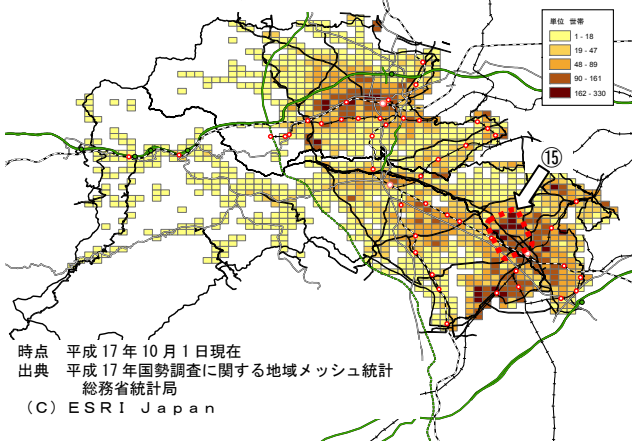 単位 世帯
1 - 18
19 - 47
48 - 89
90 - 161
162 - 330
⑮
時点 平成 17 年 10 月 1 日現在
出典 平成 17 年国勢調査に関する地域メッシュ統計
総務省統計局
（C）ＥＳＲＩ Ｊａｐａｎ